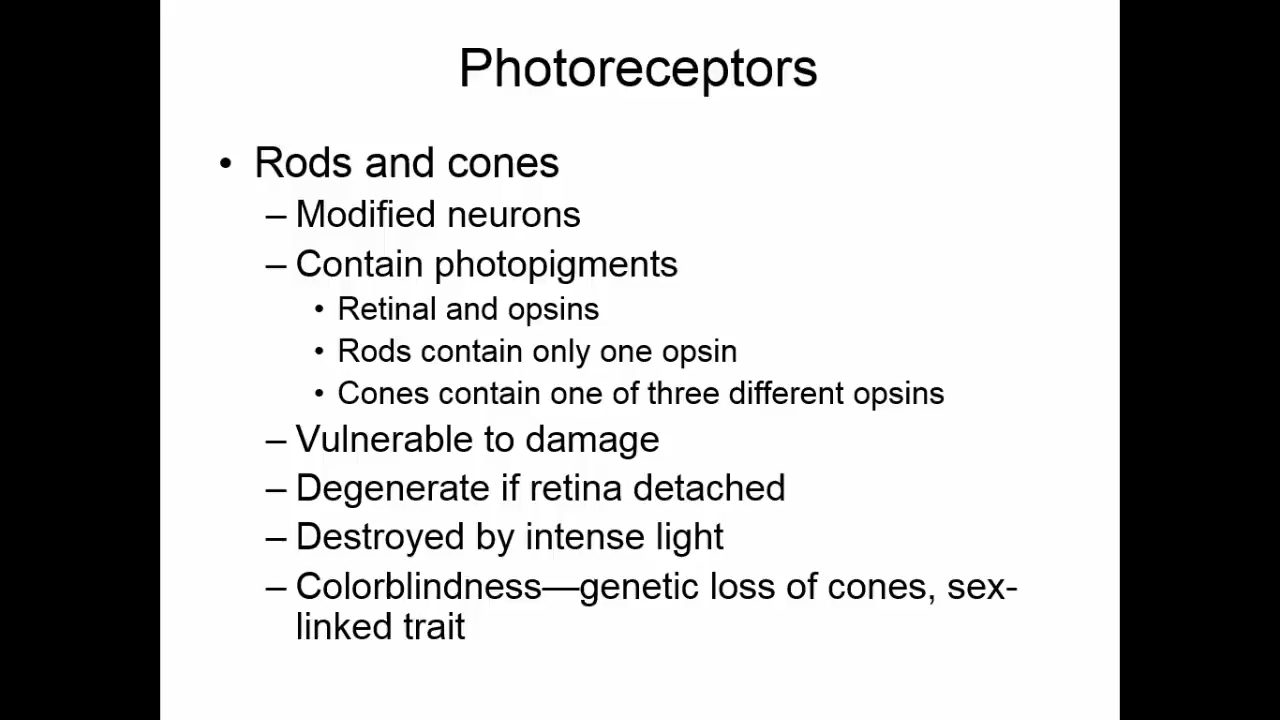 Photoreceptors
• Rods and cones
– Modified neurons
– Contain photopigments
• Retinal and opsins
• Rods contain only one opsin
• Cones contain one of three different opsins
– Vulnerable to damage
– Degenerate if retina detached
– Destroyed by intense light
– Colorblindness—genetic loss of cones, sex-
linked trait